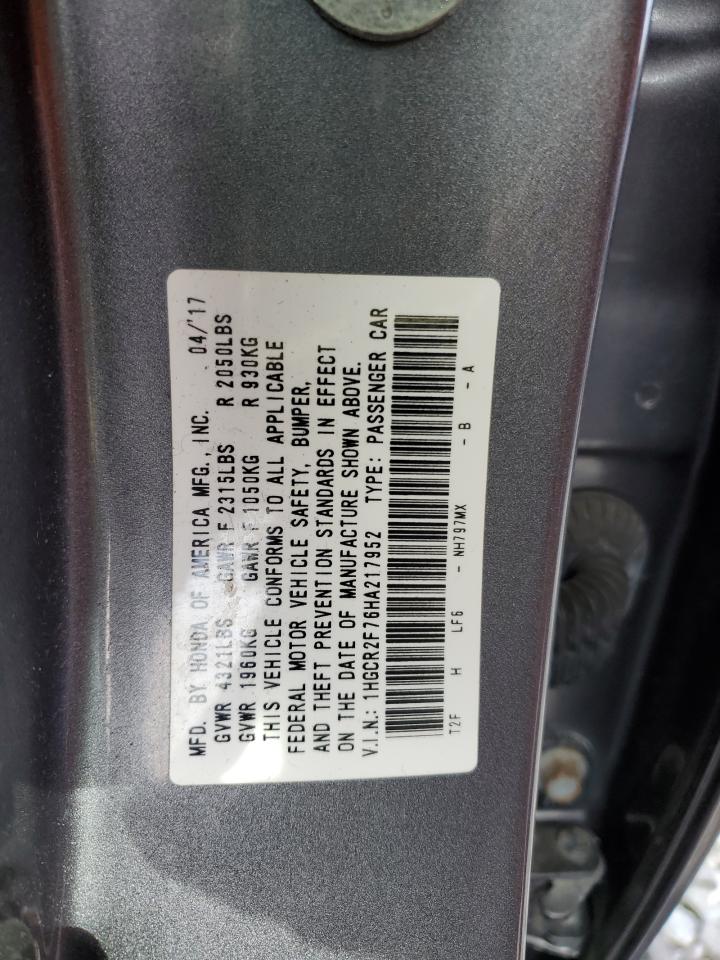 MFD. BY HONDA OF AMERICA MFG., INC. 04/'17
GVWR 4321LBS GAWR F 2315LBS R 2050LBS
GVWR 1960KG GAWR F 1050KG R 930KG
THIS VEHICLE CONFORMS TO ALL APPLICABLE
FEDERAL MOTOR VEHICLE SAFETY, BUMPER,
AND THEFT PREVENTION STANDARDS IN EFFECT
ON THE DATE OF MANUFACTURE SHOWN ABOVE.
V.I.N.: 1HGCR2F76HA217952 TYPE: PASSENGER CAR
T2F H LF6 - NH797MX - B - A